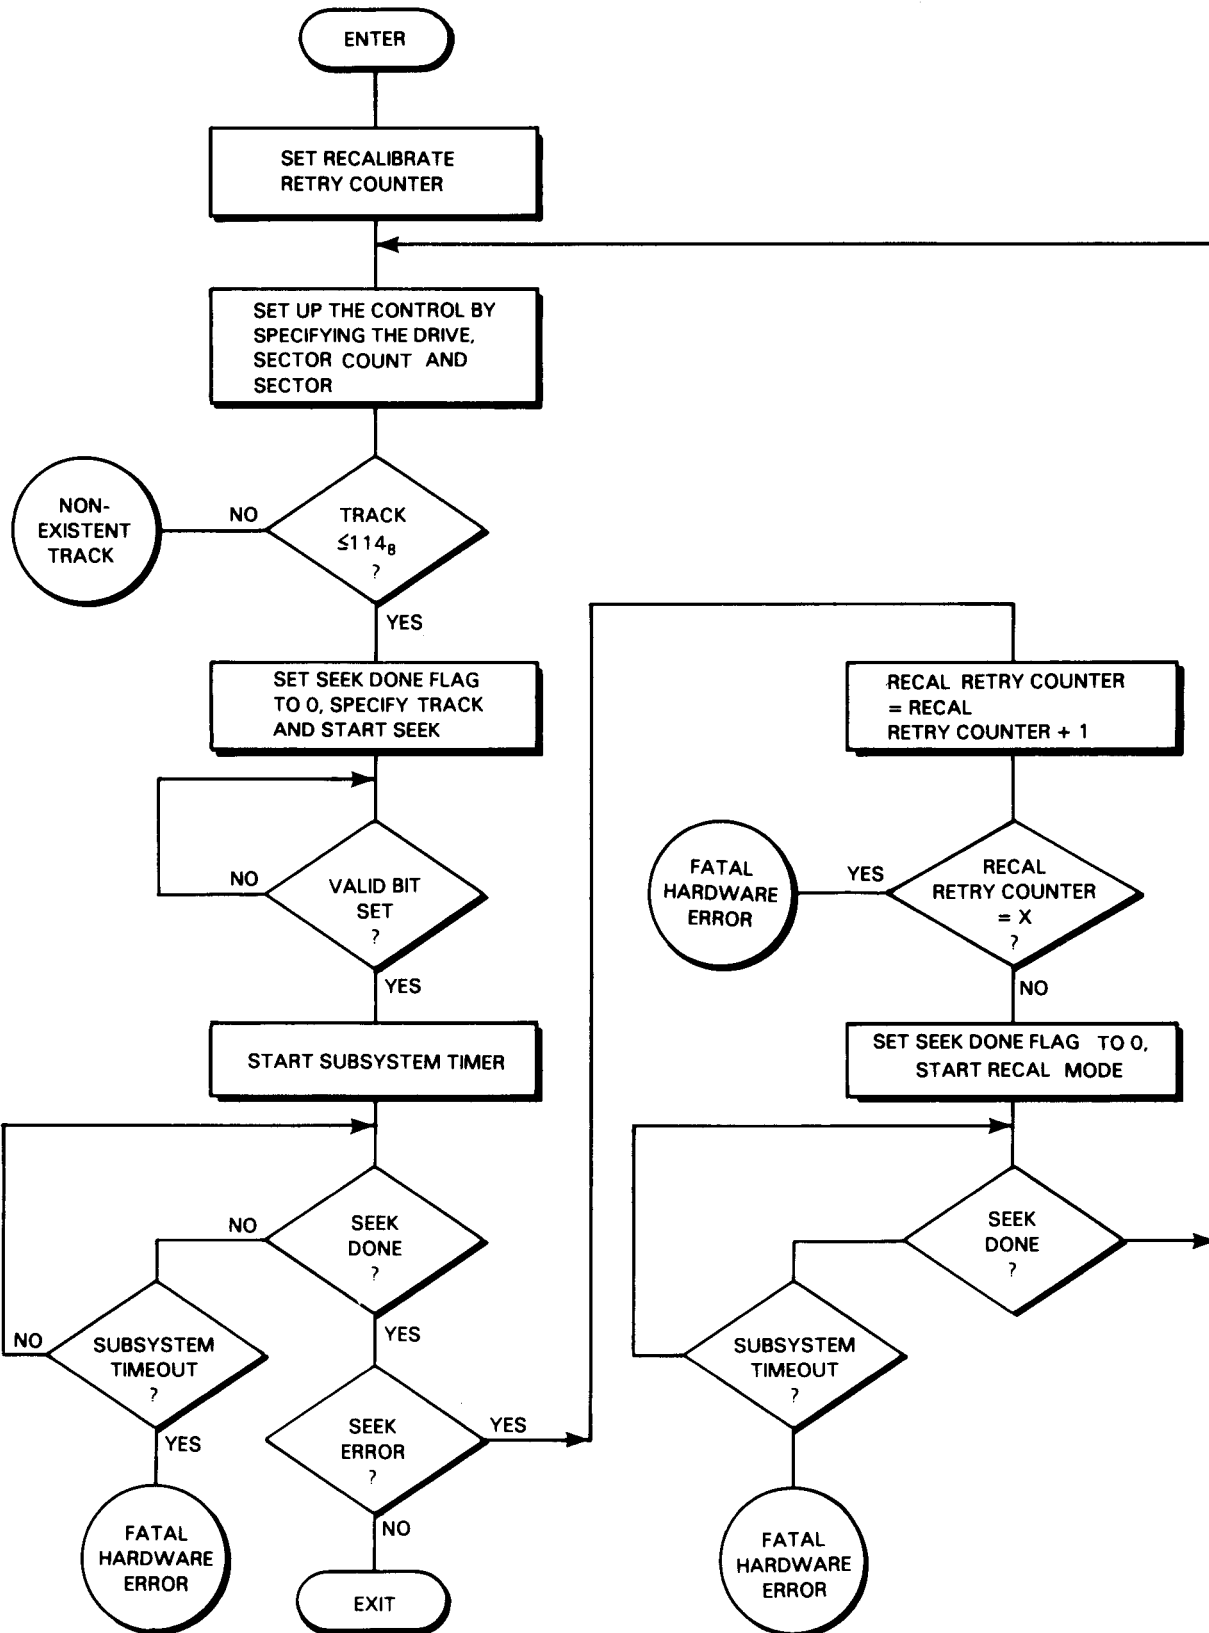 ENTER
SET RECALIBRATE
RETRY COUNTER
SET UP THE CONTROL BY
SPECIFYING THE DRIVE,
SECTOR COUNT AND
SECTOR
NON-
EXISTENT
TRACK
NO
TRACK
≤114₈
?
YES
SET SEEK DONE FLAG
TO 0, SPECIFY TRACK
AND START SEEK
NO
VALID BIT
SET
?
YES
START SUBSYSTEM TIMER
NO
SEEK
DONE
?
YES
NO
SUBSYSTEM
TIMEOUT
?
YES
FATAL
HARDWARE
ERROR
SEEK
ERROR
?
YES
NO
EXIT
RECAL RETRY COUNTER
= RECAL
RETRY COUNTER + 1
FATAL
HARDWARE
ERROR
YES
RECAL
RETRY COUNTER
= X
?
NO
SET SEEK DONE FLAG TO 0,
START RECAL MODE
SEEK
DONE
?
SUBSYSTEM
TIMEOUT
?
FATAL
HARDWARE
ERROR